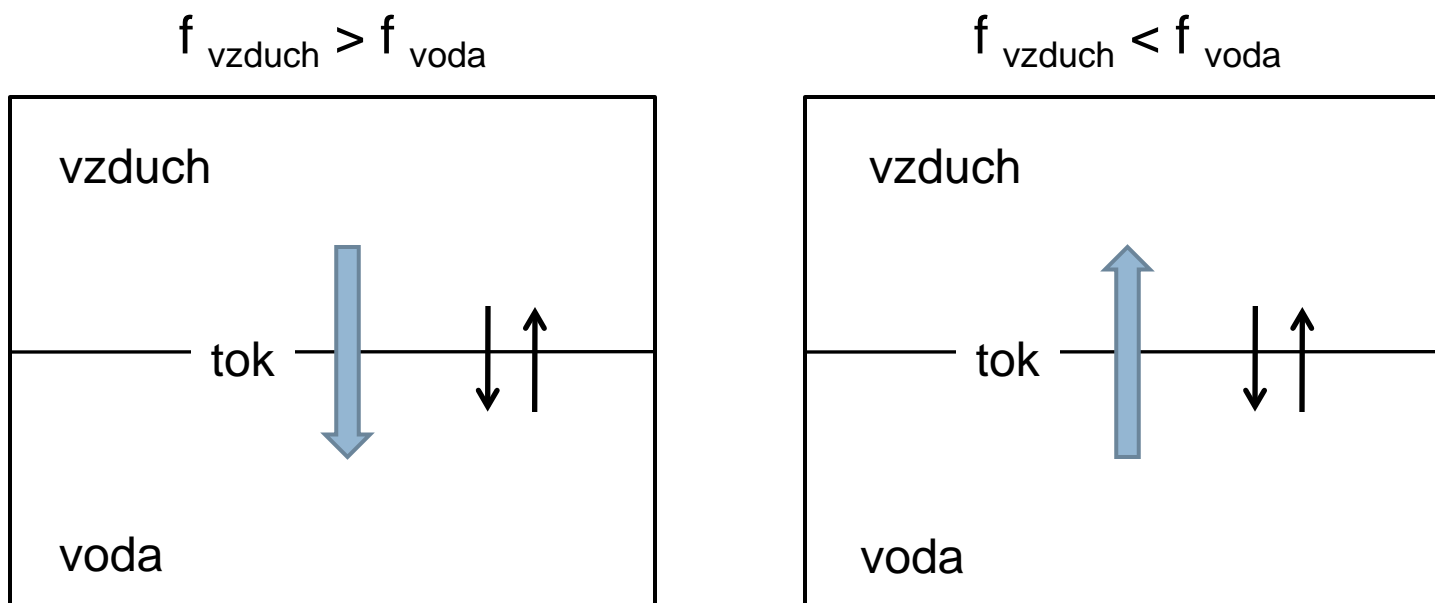 f vzduch > f voda
f vzduch < f voda
vzduch
vzduch
tok
tok
voda
voda